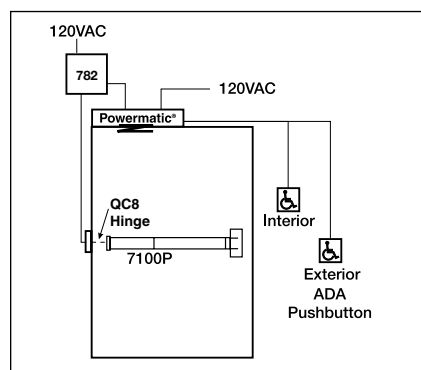 120VAC
782
120VAC
Powermatic®
QC8
Hinge
7100P
Interior
Exterior
ADA
Pushbutton